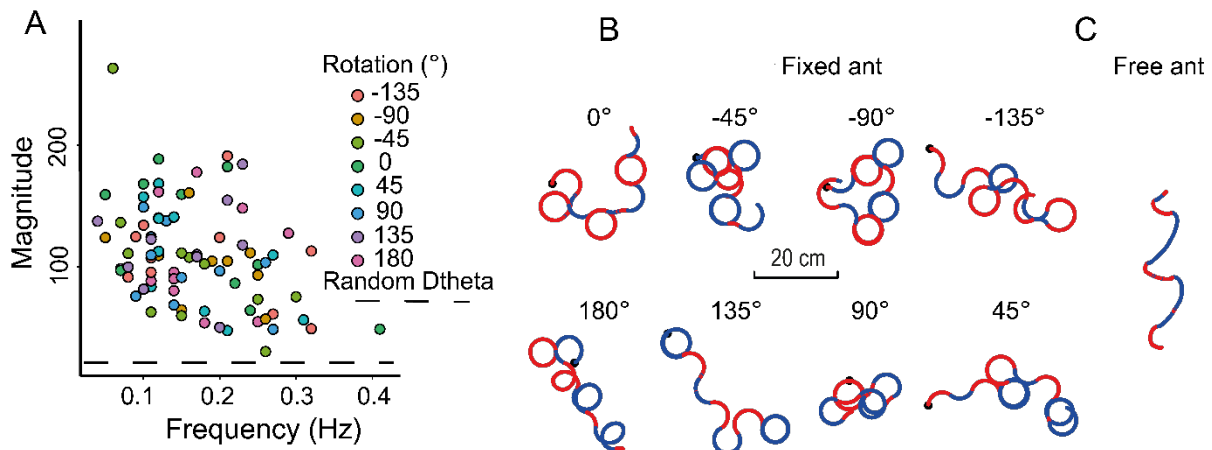 A
Magnitude
200
100
0.1
0.2
0.3
0.4
Frequency (Hz)
Rotation (°)
-135
-90
-45
0
45
90
135
180
Random Dtheta
B
Fixed ant
0°
-45°
-90°
-135°
20 cm
180°
135°
90°
45°
C
Free ant